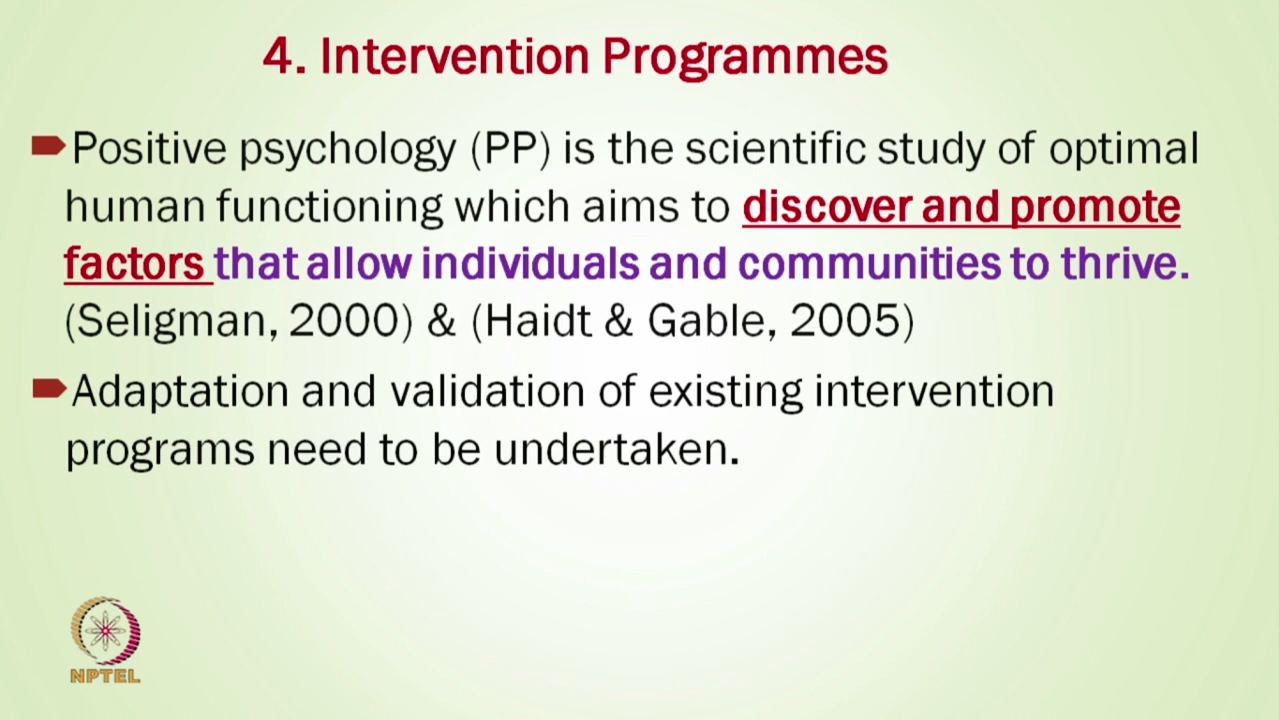 4. Intervention Programmes
Positive psychology (PP) is the scientific study of optimal
human functioning which aims to discover and promote
factors that allow individuals and communities to thrive.
(Seligman, 2000) & (Haidt & Gable, 2005)
Adaptation and validation of existing intervention
programs need to be undertaken.
NPTEL